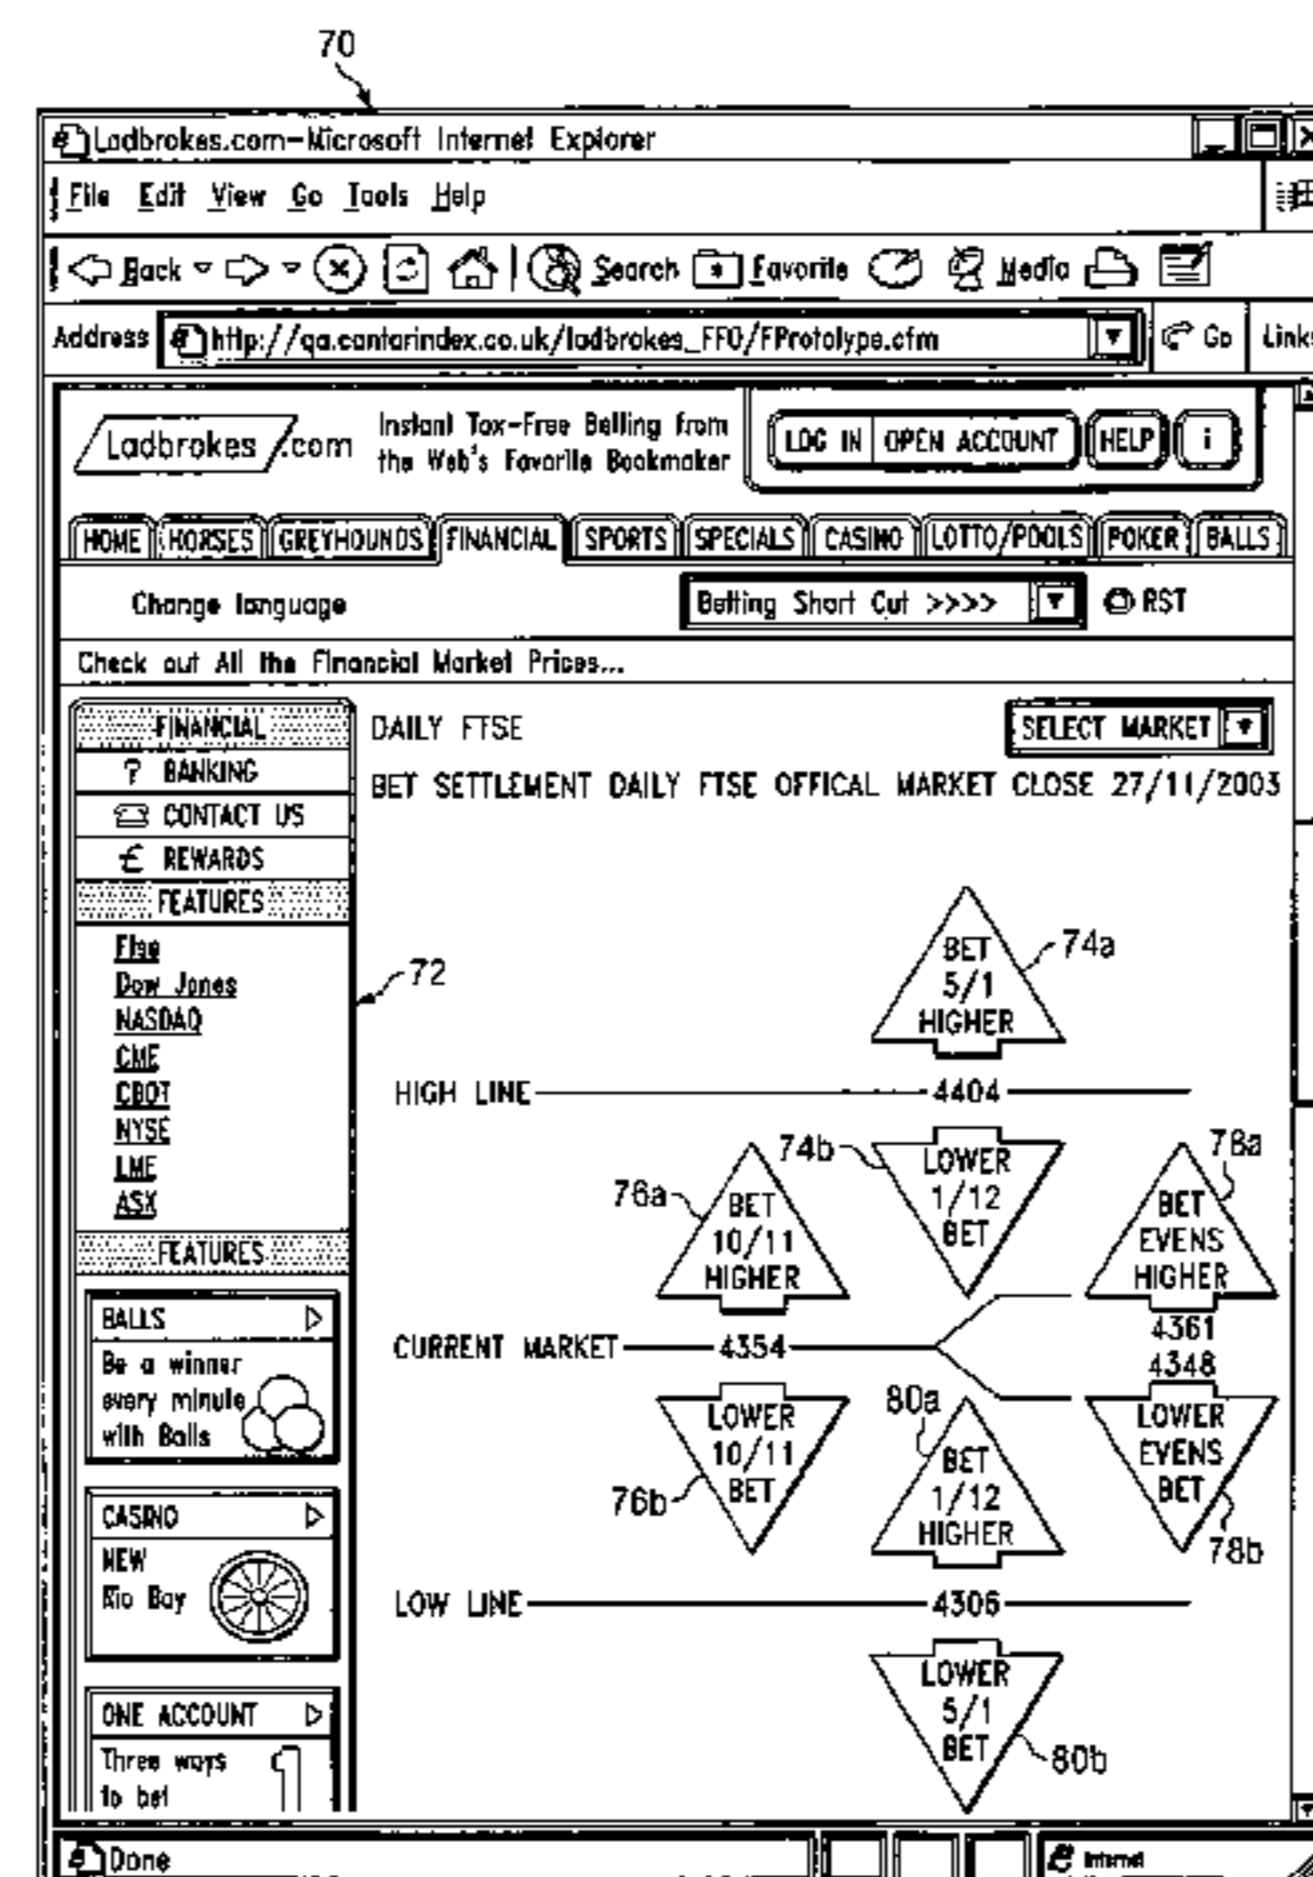 70
Ladbrokes.com-Microsoft Internet Explorer
File Edit View Go Tools Help
Back Search Favorite Media
Address http://qa.cantorindex.co.uk/ladbrokes_FFO/FPrototype.cfm Go Links
Ladbrokes.com
Instant Tax-Free Betting from
the Web's Favorite Bookmaker
LOG IN OPEN ACCOUNT HELP i
HOME HORSES GREYHOUNDS FINANCIAL SPORTS SPECIALS CASINO LOTTO/POOLS POKER BALLS
Change language Betting Short Cut >>>> RST
Check out All the Financial Market Prices...
FINANCIAL
? BANKING
CONTACT US
£ REWARDS
FEATURES
Ftse
Dow Jones
NASDAQ
CME
CBOT
NYSE
LME
ASX
FEATURES
BALLS
Be a winner
every minute
with Balls
CASINO
NEW
Rio Bay
ONE ACCOUNT
Three ways
to bet
1
72
DAILY FTSE SELECT MARKET
BET SETTLEMENT DAILY FTSE OFFICAL MARKET CLOSE 27/11/2003
BET
5/1
HIGHER
74a
HIGH LINE 4404
74b
LOWER
1/12
BET
76a
BET
10/11
HIGHER
78a
BET
EVENS
HIGHER
CURRENT MARKET 4354
4361
4348
76b
LOWER
10/11
BET
80a
BET
1/12
HIGHER
LOWER
EVENS
BET
78b
LOW LINE 4306
LOWER
5/1
BET
80b
Done Internet